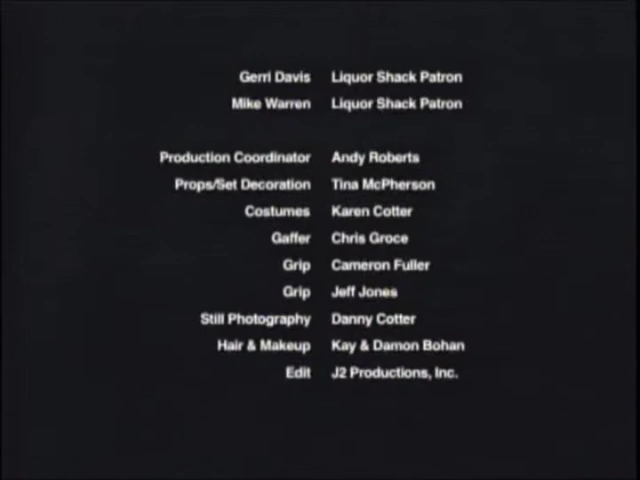 Gerri Davis Liquor Shack Patron
Mike Warren Liquor Shack Patron
Production Coordinator Andy Roberts
Props/Set Decoration Tina McPherson
Costumes Karen Cotter
Gaffer Chris Groce
Grip Cameron Fuller
Grip Jeff Jones
Still Photography Danny Cotter
Hair & Makeup Kay & Damon Bohan
Edit J2 Productions, Inc.